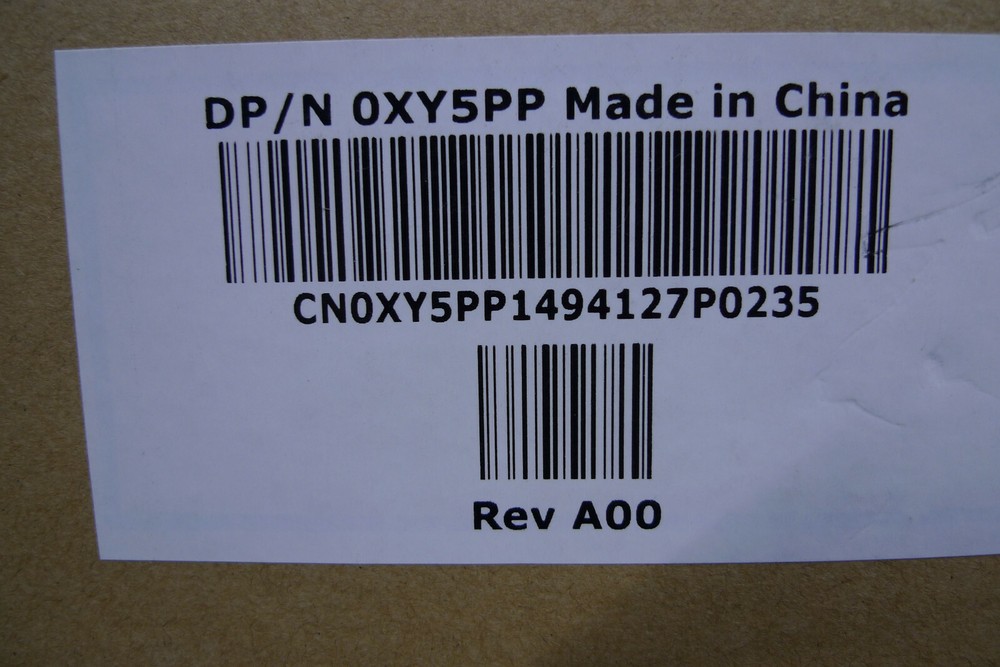 DP/N 0XY5PP Made in China
CN0XY5PP1494127P0235
Rev A00